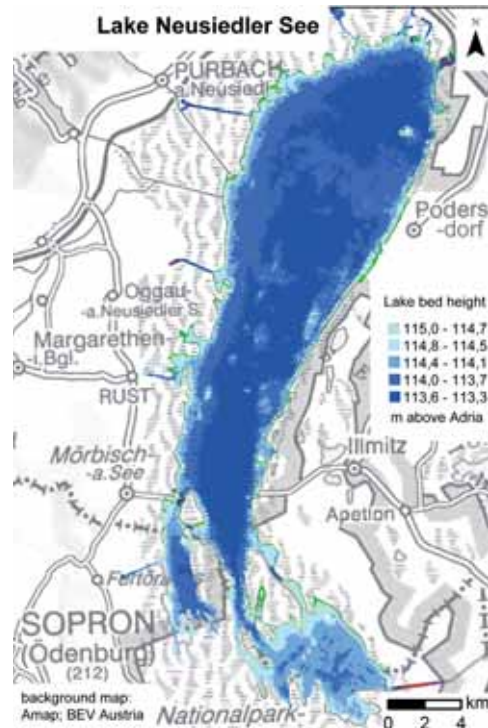 Lake Neusiedler See
N
PURBACH
a.Neusiedl
Poders
-dorf
Oggau
-a.Neusiedler S.
Margarethen
-i.Bgl.
RUST
Lake bed height
115,0 - 114,7
114,8 - 114,5
114,4 - 114,1
114,0 - 113,7
113,6 - 113,3
m above Adria
Mörbisch
-a.See
Illmitz
Apetlon
SOPRON
(Ödenburg)
(212)
background map:
Amap; BEV Austria
Nationalpark-
km
0 2 4